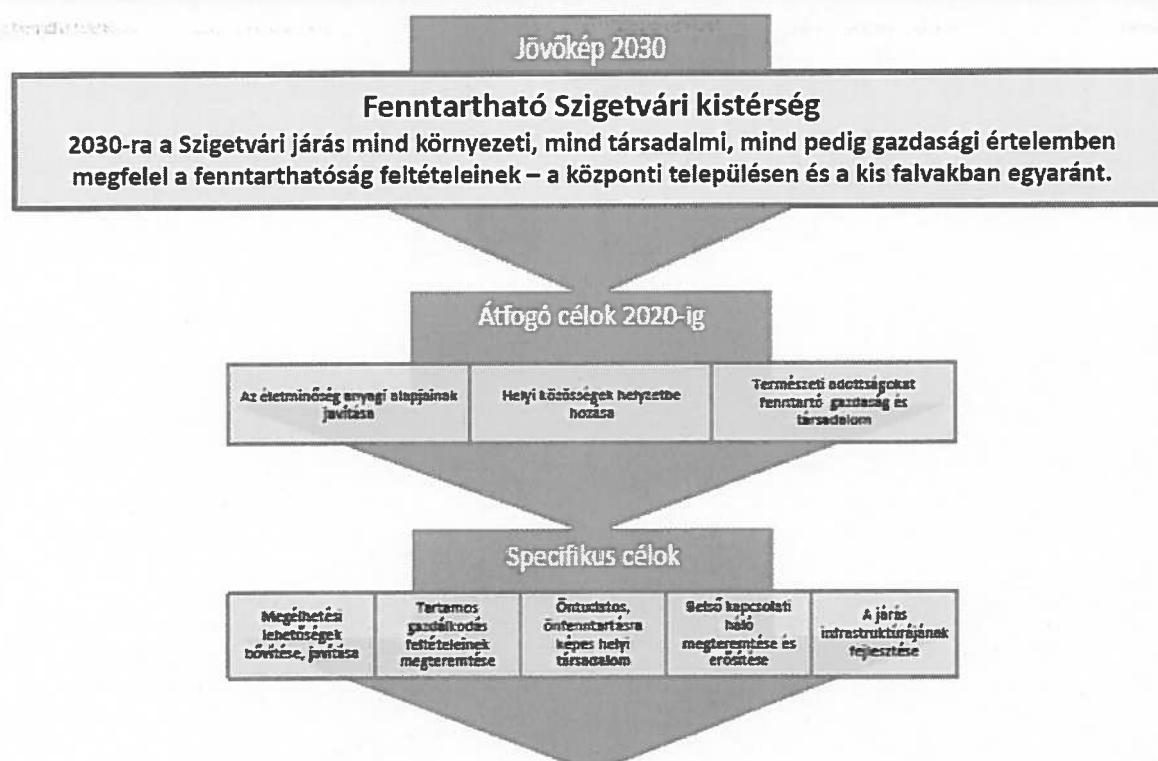 Jövőkép 2030
Fenntartható Szigetvári kistérség
2030-ra a Szigetvári járás mind környezeti, mind társadalmi, mind pedig gazdasági értelemben
megfelel a fenntarthatóság feltételeinek – a központi településen és a kis falvakban egyaránt.
Átfogó célok 2020-ig
Az életminőség anyagi alapjainak
javítása
Helyi közösségek helyzetbe
hozása
Természeti adottságokat
fenntartó gazdaság és
társadalom
Specifikus célok
Megélhetési
lehetőségek
bővítése, javítása
Tartamos
gazdálkodás
feltételeinek
megteremtése
Öntudatos,
önfenntartásra
képes helyi
társadalom
Belső kapcsolati
háló
megteremtése és
erősítése
A járás
infrastruktúrájának
fejlesztése